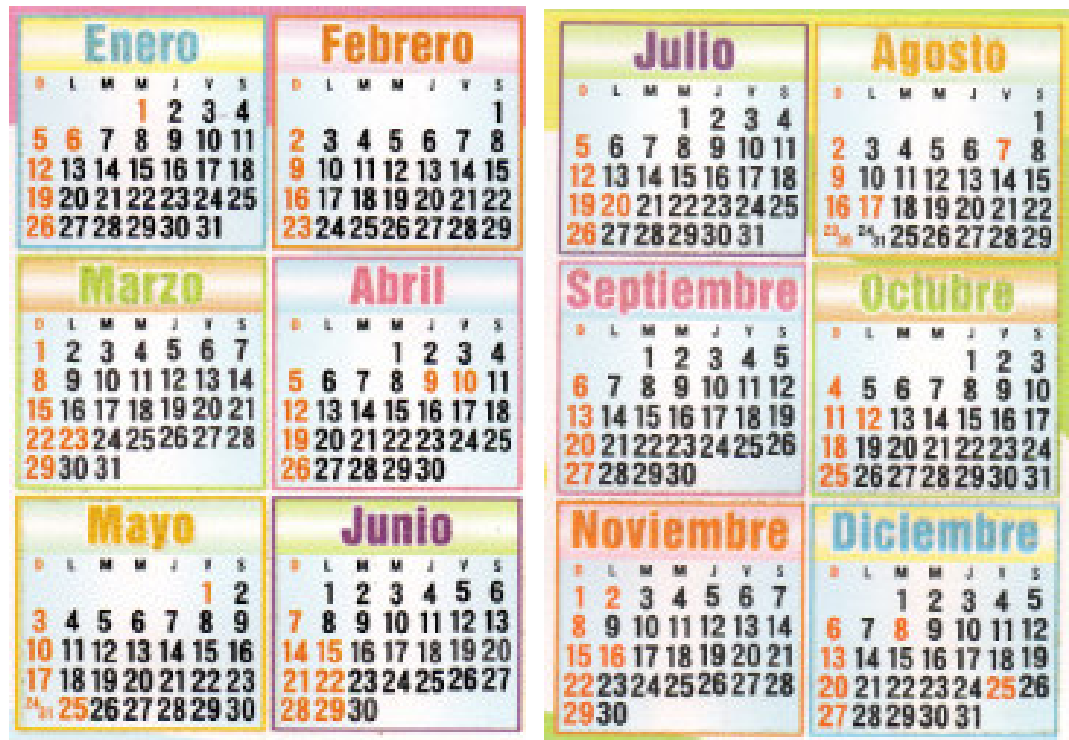 Enero
D L M M J V S
1 2 3 4
5 6 7 8 9 10 11
12 13 14 15 16 17 18
19 20 21 22 23 24 25
26 27 28 29 30 31
Febrero
D L M M J V S
1
2 3 4 5 6 7 8
9 10 11 12 13 14 15
16 17 18 19 20 21 22
23 24 25 26 27 28 29
Marzo
D L M M J V S
1 2 3 4 5 6 7
8 9 10 11 12 13 14
15 16 17 18 19 20 21
22 23 24 25 26 27 28
29 30 31
Abril
D L M M J V S
1 2 3 4
5 6 7 8 9 10 11
12 13 14 15 16 17 18
19 20 21 22 23 24 25
26 27 28 29 30
Mayo
D L M M J V S
1 2
3 4 5 6 7 8 9
10 11 12 13 14 15 16
17 18 19 20 21 22 23
24/31 25 26 27 28 29 30
Junio
D L M M J V S
1 2 3 4 5 6
7 8 9 10 11 12 13
14 15 16 17 18 19 20
21 22 23 24 25 26 27
28 29 30
Julio
D L M M J V S
1 2 3 4
5 6 7 8 9 10 11
12 13 14 15 16 17 18
19 20 21 22 23 24 25
26 27 28 29 30 31
Agosto
D L M M J V S
1
2 3 4 5 6 7 8
9 10 11 12 13 14 15
16 17 18 19 20 21 22
23/30 24/31 25 26 27 28 29
Septiembre
D L M M J V S
1 2 3 4 5
6 7 8 9 10 11 12
13 14 15 16 17 18 19
20 21 22 23 24 25 26
27 28 29 30
Octubre
D L M M J V S
1 2 3
4 5 6 7 8 9 10
11 12 13 14 15 16 17
18 19 20 21 22 23 24
25 26 27 28 29 30 31
Noviembre
D L M M J V S
1 2 3 4 5 6 7
8 9 10 11 12 13 14
15 16 17 18 19 20 21
22 23 24 25 26 27 28
29 30
Diciembre
D L M M J V S
1 2 3 4 5
6 7 8 9 10 11 12
13 14 15 16 17 18 19
20 21 22 23 24 25 26
27 28 29 30 31